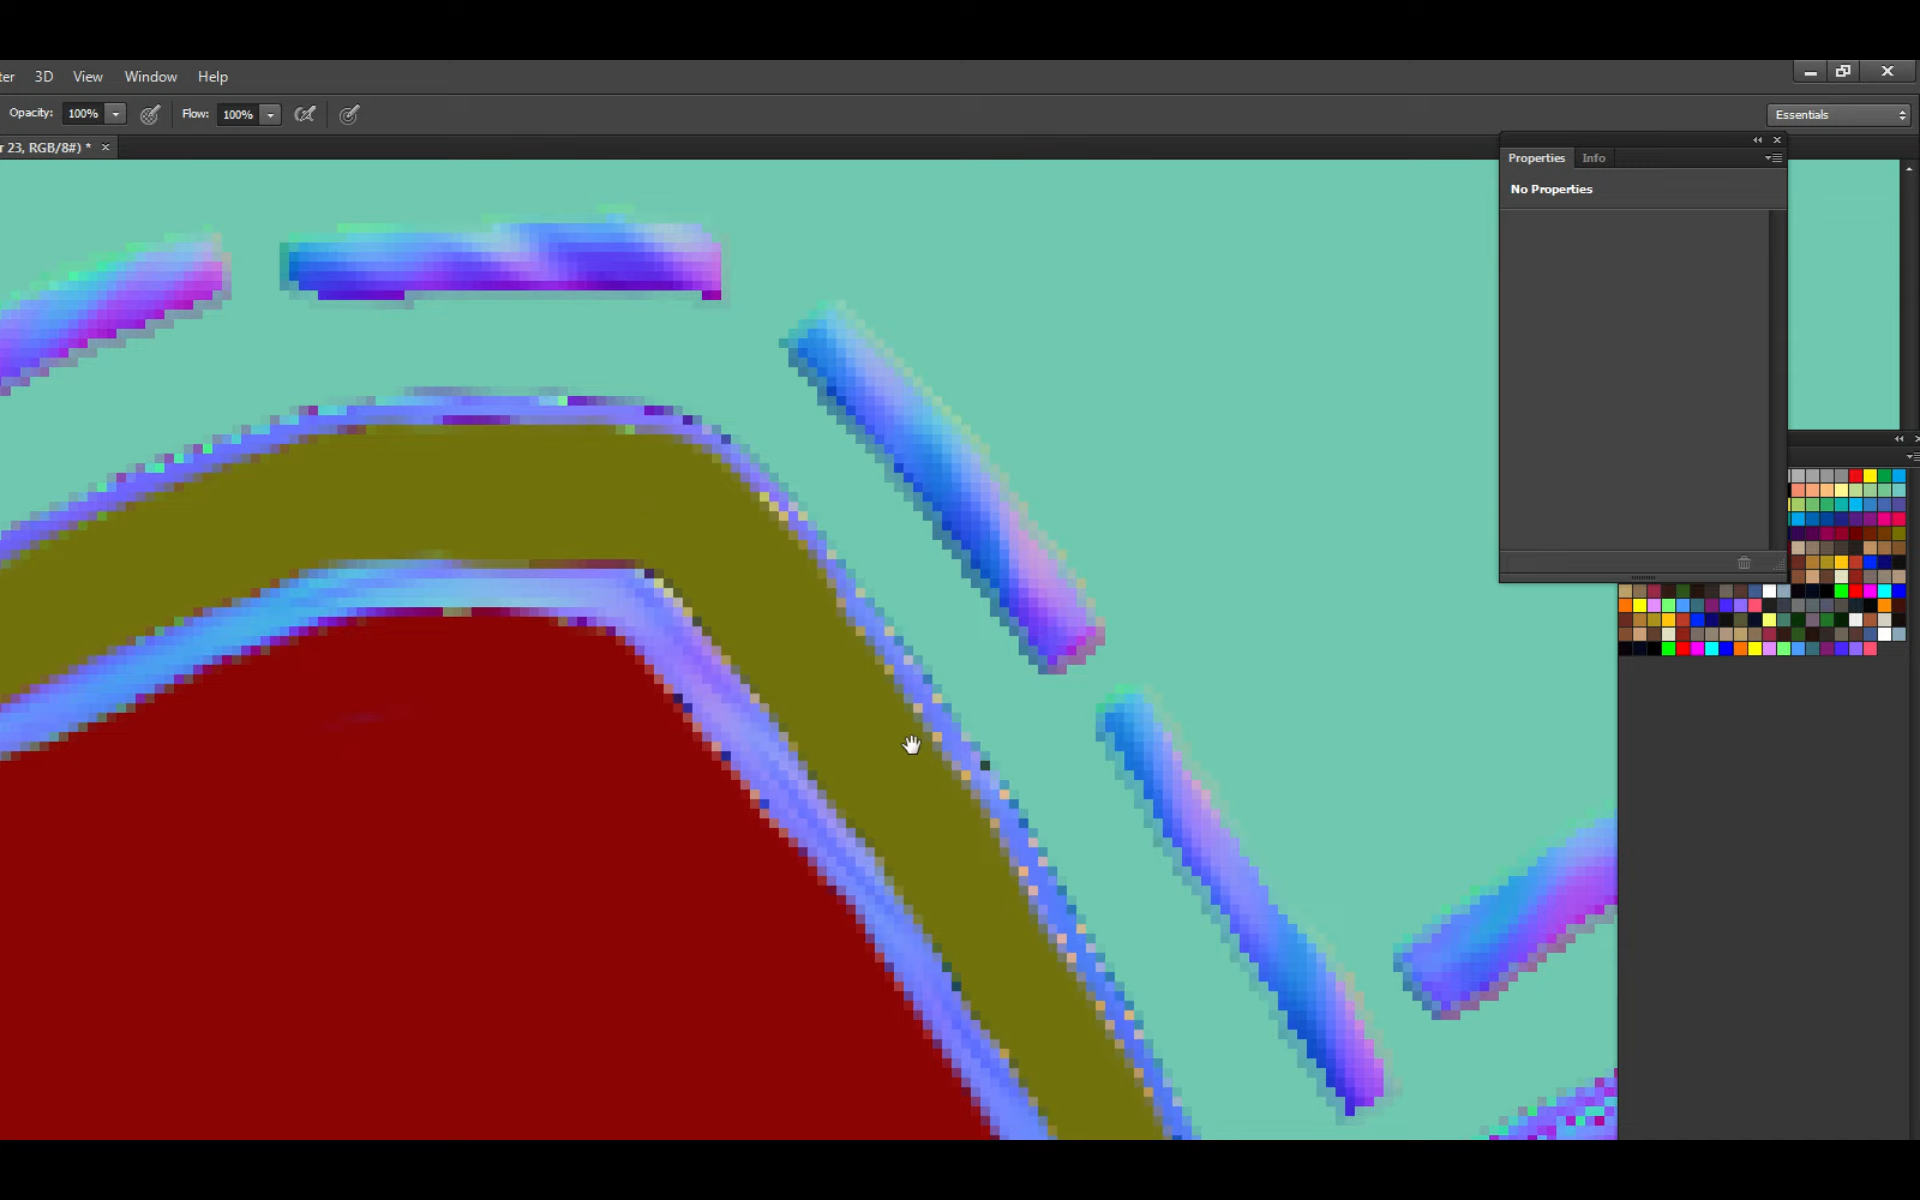 ter 3D View Window Help
Opacity: 100% Flow: 100% Essentials
r 23, RGB/8#) * ×
Properties Info
No Properties